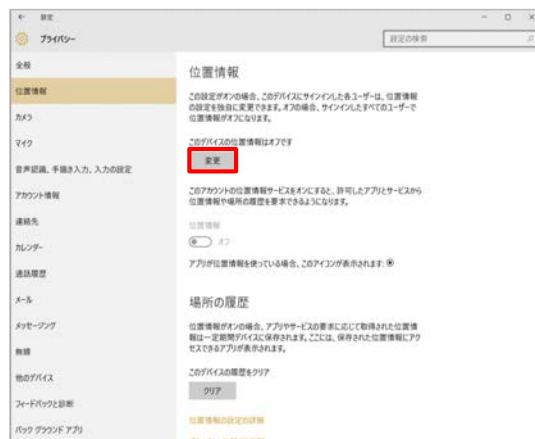 設定
プライバシー
設定の検索
全般
位置情報
カメラ
マイク
音声認識、手描き入力、入力の設定
アカウント情報
連絡先
カレンダー
通話履歴
メール
メッセージング
無線
他のデバイス
フィードバックと診断
バック グラウンド アプリ
位置情報
この設定がオンの場合、このデバイスにサインインした各ユーザーは、位置情報
の設定を独自に変更できます。オフの場合、サインインしたすべてのユーザーで
位置情報がオフになります。
このデバイスの位置情報はオフです
変更
このアカウントの位置情報サービスをオンにすると、許可したアプリとサービスから
位置情報や場所の履歴を要求できるようになります。
位置情報
オフ
アプリが位置情報を使っている場合、このアイコンが表示されます:
場所の履歴
位置情報がオンの場合、アプリやサービスの要求に応じて取得された位置情
報は一定期間デバイスに保存されます。ここには、保存された位置情報にアク
セスできるアプリが表示されます。
このデバイスの履歴をクリア
クリア
位置情報の設定の詳細